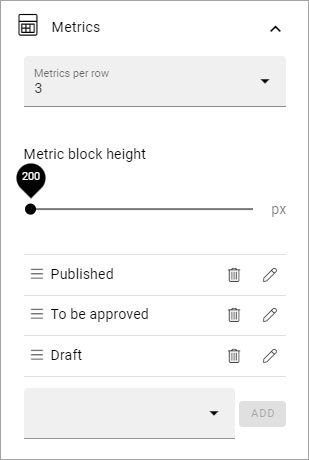 Metrics
Metrics per row
3
Metric block height
200
px
Published
To be approved
Draft
ADD